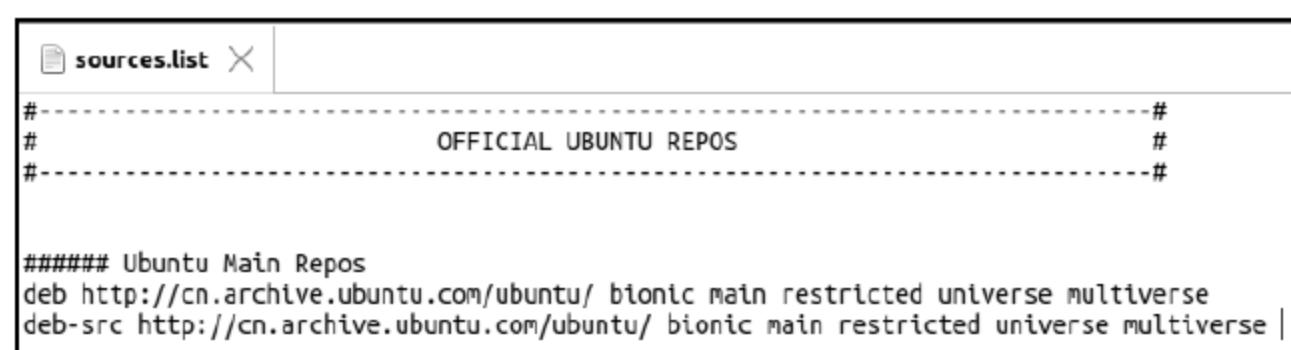 sources.list
#------------------------------------------------------------------------------#
# OFFICIAL UBUNTU REPOS #
#------------------------------------------------------------------------------#
###### Ubuntu Main Repos
deb http://cn.archive.ubuntu.com/ubuntu/ bionic main restricted universe multiverse
deb-src http://cn.archive.ubuntu.com/ubuntu/ bionic main restricted universe multiverse